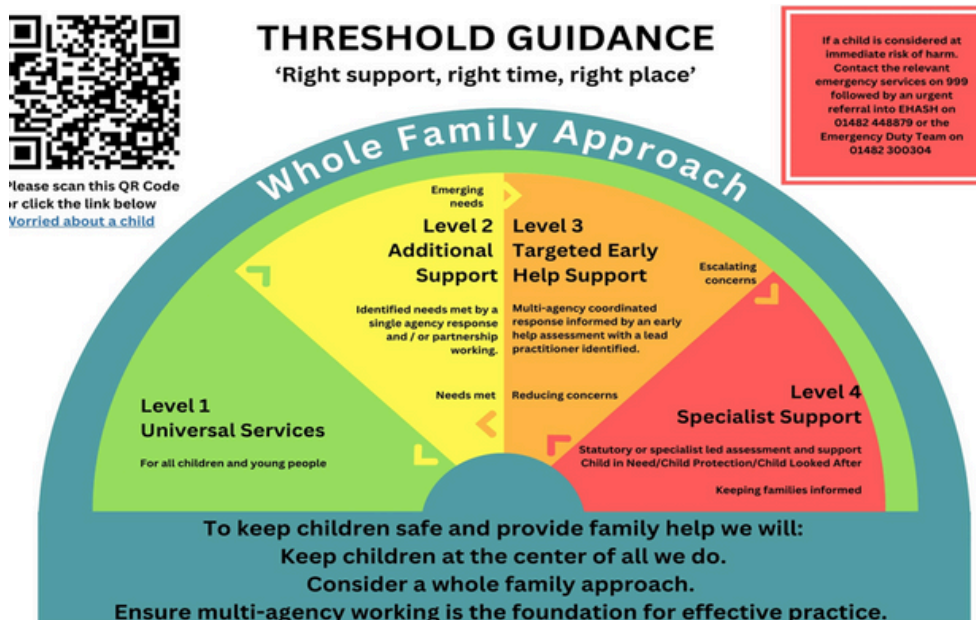 THRESHOLD GUIDANCE
‘Right support, right time, right place’
If a child is considered at
immediate risk of harm.
Contact the relevant
emergency services on 999
followed by an urgent
referral into EHASH on
01482 448879 or the
Emergency Duty Team on
01482 300304
Please scan this QR Code
or click the link below
Worried about a child
Whole Family Approach
Level 1
Universal Services
For all children and young people
Emerging
needs
Level 2
Additional
Support
Identified needs met by a
single agency response
and / or partnership
working.
Needs met
Level 3
Targeted Early
Help Support
Multi-agency coordinated
response informed by an early
help assessment with a lead
practitioner identified.
Reducing concerns
Escalating
concerns
Level 4
Specialist Support
Statutory or specialist led assessment and support
Child in Need/Child Protection/Child Looked After
Keeping families informed
To keep children safe and provide family help we will:
Keep children at the center of all we do.
Consider a whole family approach.
Ensure multi-agency working is the foundation for effective practice.